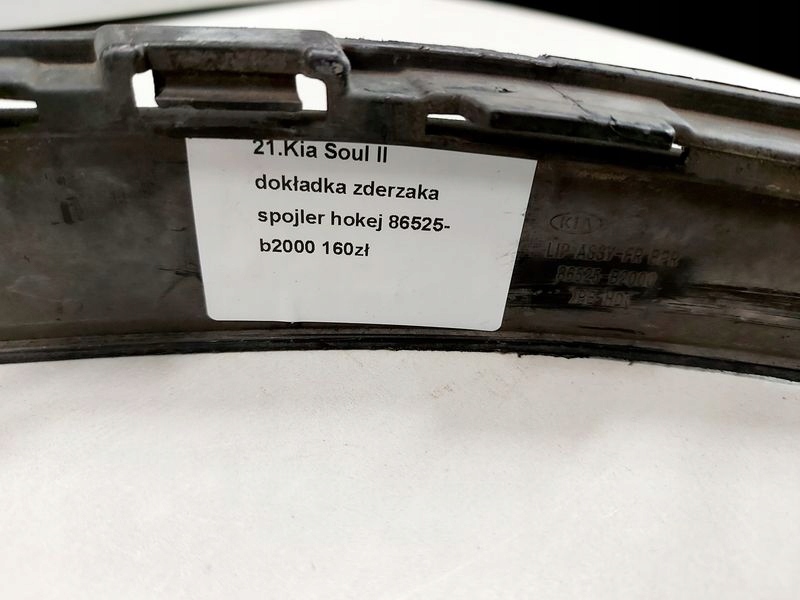 21.Kia Soul II
dokładka zderzaka
spojler hokej 86525-
b2000 160zł
KIA
LIP ASSY-FR BPR
86525-B2000